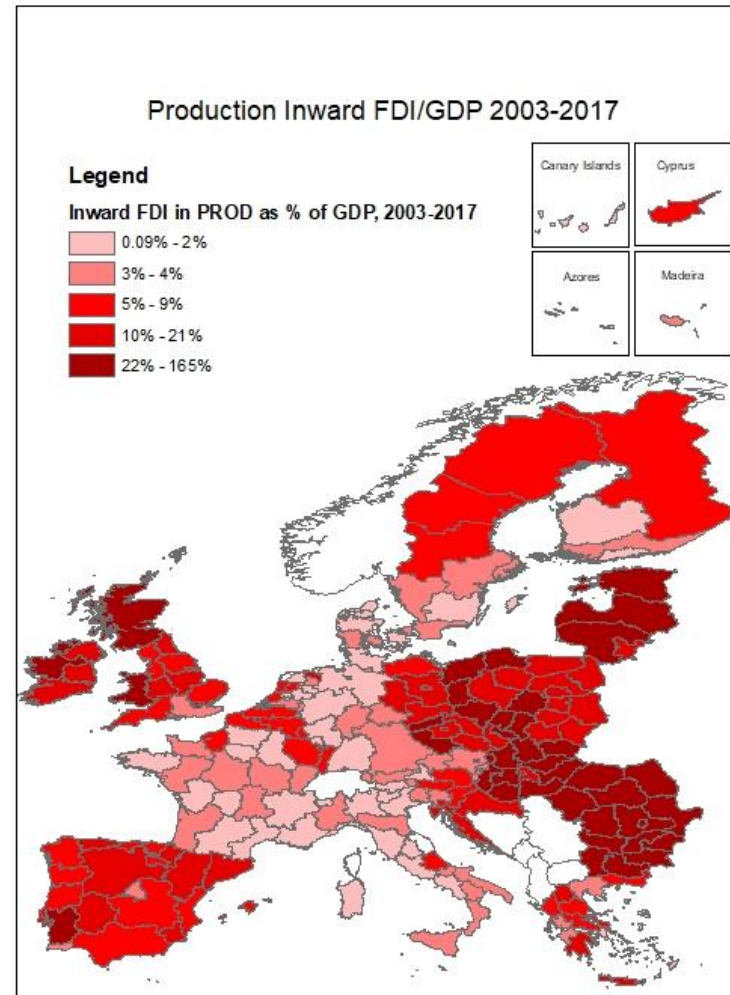 Production Inward FDI/GDP 2003-2017
Canary Islands
Cyprus
Legend
Inward FDI in PROD as % of GDP, 2003-2017
0.09% - 2%
3% - 4%
5% - 9%
10% - 21%
22% - 165%
Azores
Madeira